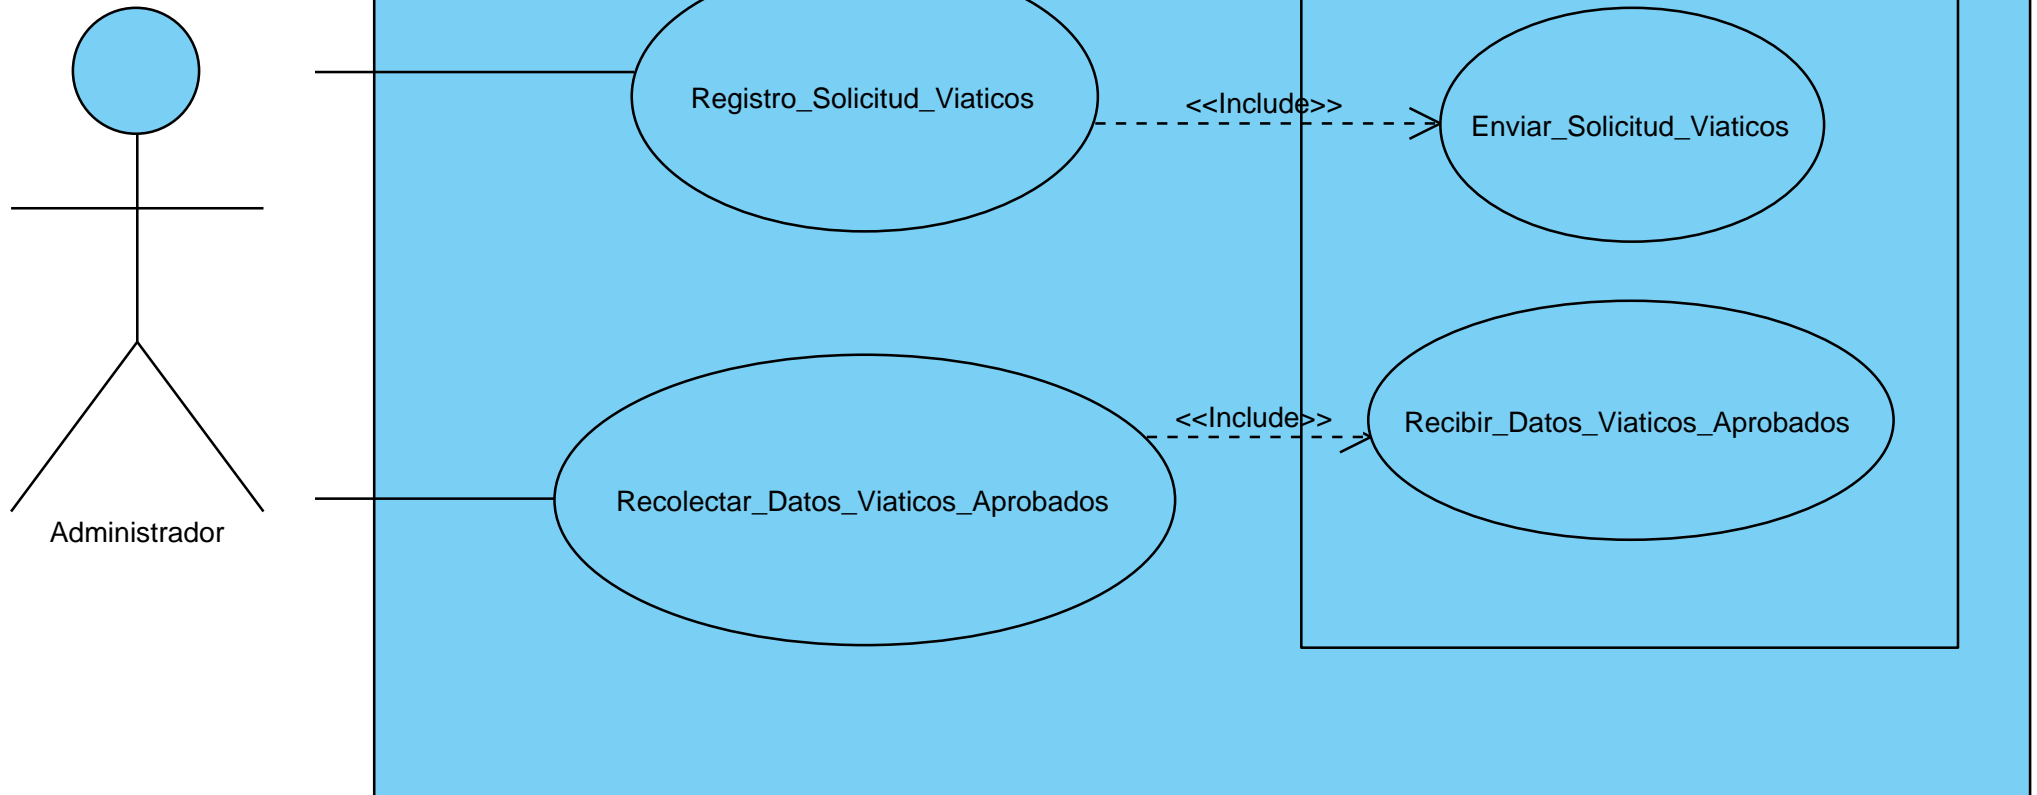 Registro_Solicitud_Viaticos
<<Include>>
Enviar_Solicitud_Viaticos
<<Include>>
Recibir_Datos_Viaticos_Aprobados
Recolectar_Datos_Viaticos_Aprobados
Administrador